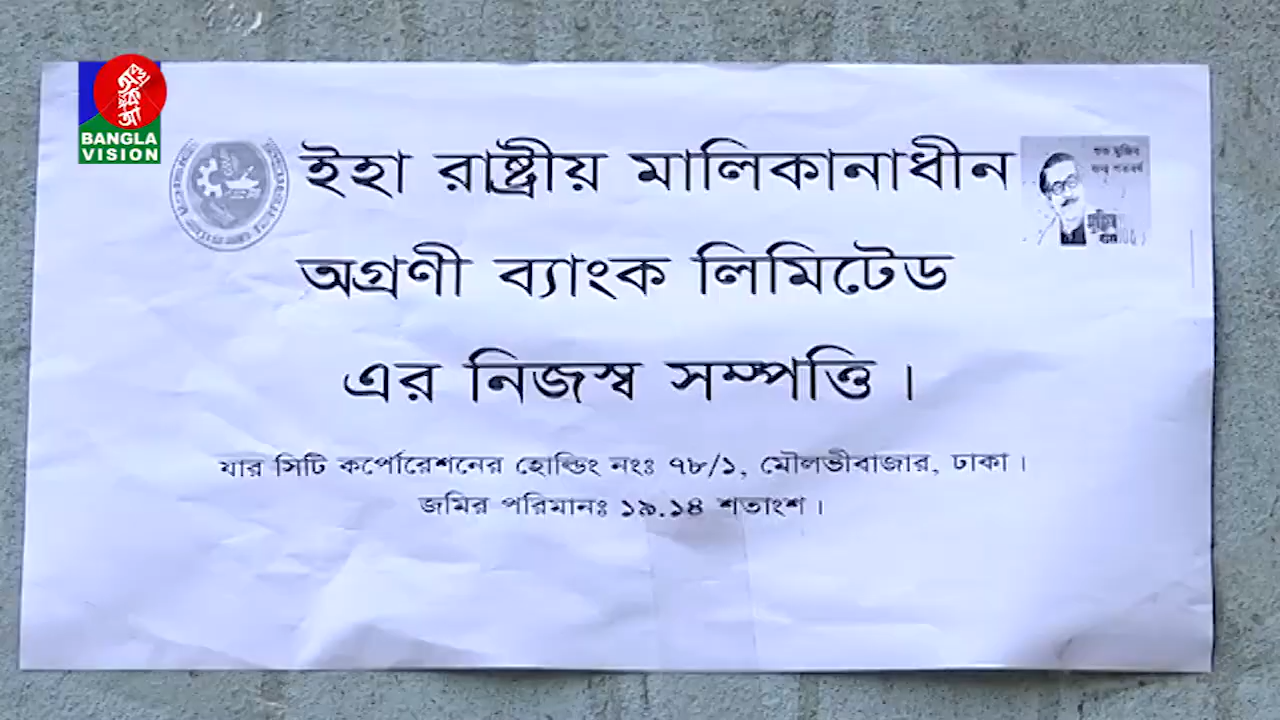 BANGLA
VISION
ইহা রাষ্ট্রীয় মালিকানাধীন
অগ্রণী ব্যাংক লিমিটেড
এর নিজস্ব সম্পত্তি।
যার সিটি কর্পোরেশনের হোল্ডিং নংঃ ৭৮/১, মৌলভীবাজার, ঢাকা।
জমির পরিমানঃ ১৯.১৪ শতাংশ।